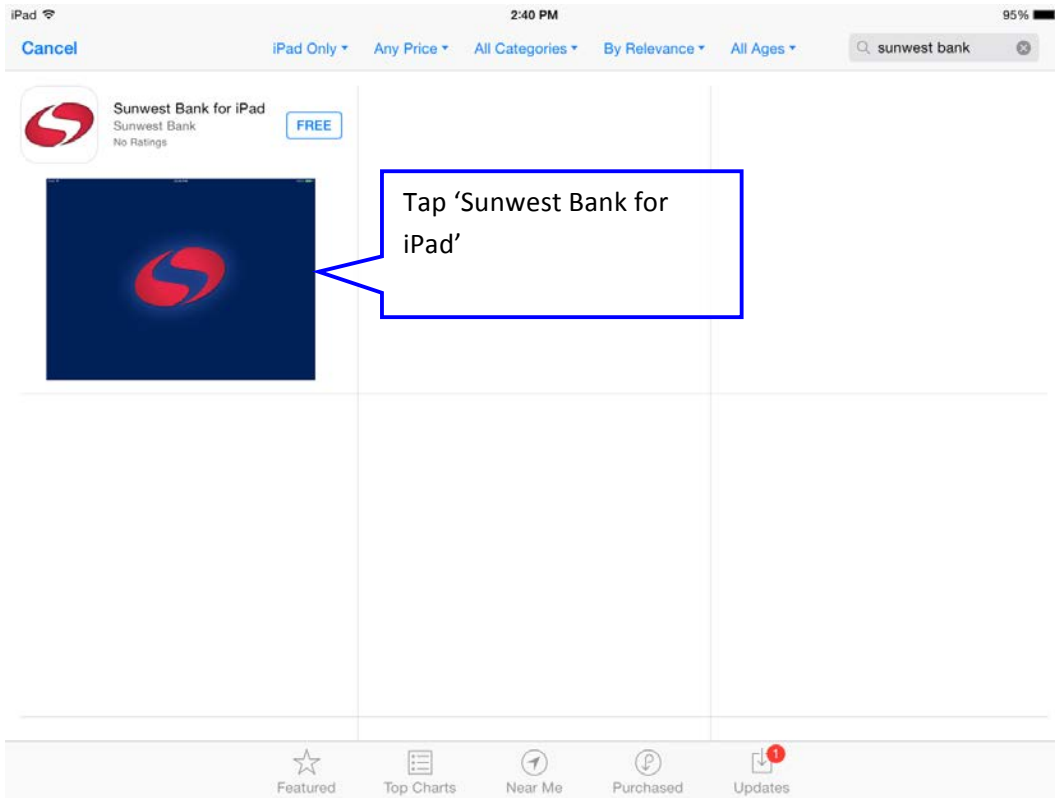 iPad 2:40 PM 95%
Cancel iPad Only Any Price All Categories By Relevance All Ages sunwest bank
Sunwest Bank for iPad
Sunwest Bank
No Ratings
FREE
Tap ‘Sunwest Bank for
iPad’
Featured Top Charts Near Me Purchased Updates
1